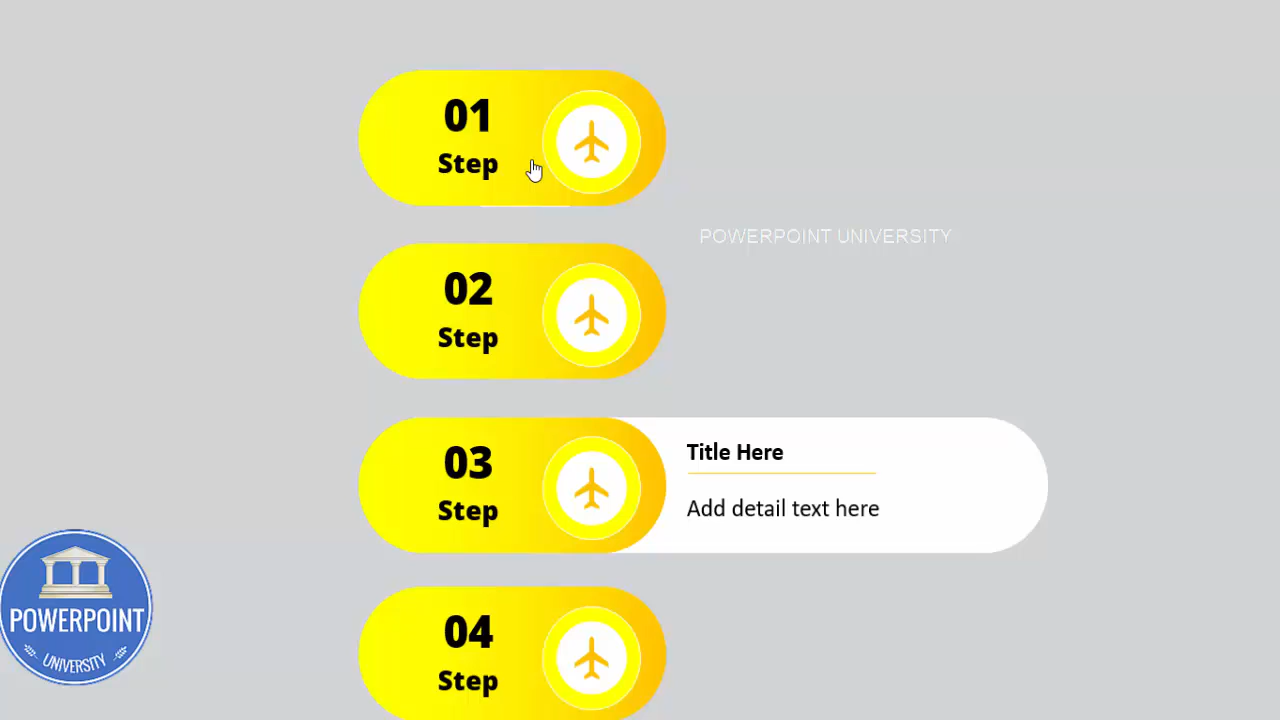 01
Step
POWERPOINT UNIVERSITY
02
Step
03
Step
Title Here
Add detail text here
04
Step
POWERPOINT
UNIVERSITY